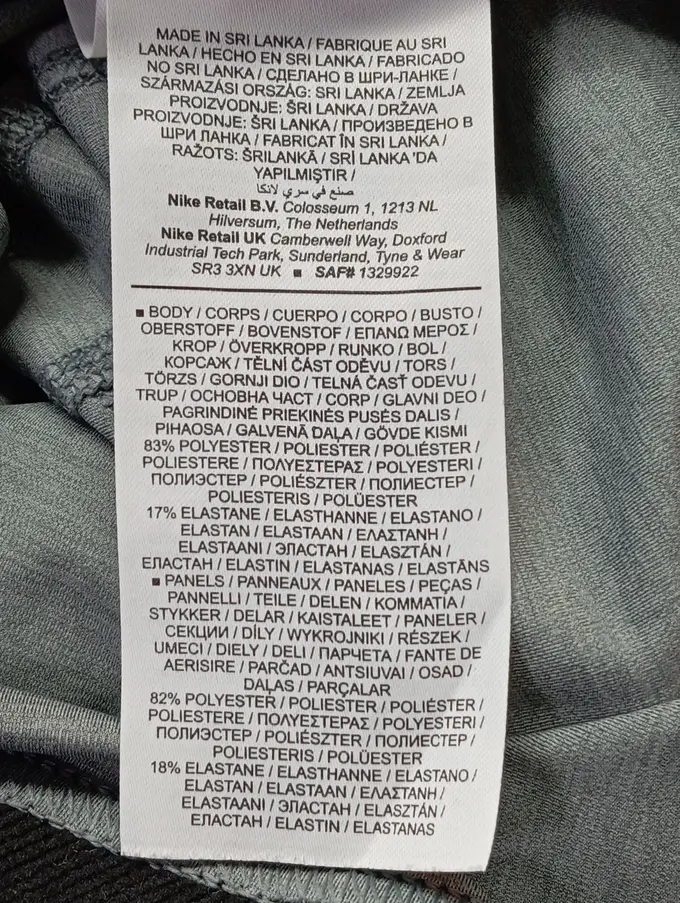 MADE IN SRI LANKA / FABRIQUE AU SRI
LANKA / HECHO EN SRI LANKA / FABRICADO
NO SRI LANKA / СДЕЛАНО В ШРИ-ЛАНКЕ /
SZÁRMAZÁSI ORSZÁG: SRI LANKA / ZEMLJA
PROIZVODNJE: ŠRI LANKA / DRŽAVA
PROIZVODNJE: ŠRI LANKA / ПРОИЗВЕДЕНО В
ШРИ ЛАНКА / FABRICAT ÎN SRI LANKA /
RAŽOTS: ŠRILANKĀ / SRİ LANKA 'DA
YAPILMIŞTIR /
صنع في سري لانكا
Nike Retail B.V. Colosseum 1, 1213 NL
Hilversum, The Netherlands
Nike Retail UK Camberwell Way, Doxford
Industrial Tech Park, Sunderland, Tyne & Wear
SR3 3XN UK ■ SAF# 1329922
■ BODY / CORPS / CUERPO / CORPO / BUSTO /
OBERSTOFF / BOVENSTOF / ΕΠΑΝΩ ΜΕΡΟΣ /
KROP / ÖVERKROPP / RUNKO / BOL /
КОРСАЖ / TĚLNÍ ČÁST ODĚVU / TORS /
TÖRZS / GORNJI DIO / TELNÁ ČASŤ ODEVU /
TRUP / ОСНОВНА ЧАСТ / CORP / GLAVNI DEO /
PAGRINDINĖ PRIEKINĖS PUSĖS DALIS /
PIHAOSA / GALVENĀ DAĻA / GÖVDE KISMI
83% POLYESTER / POLIESTER / POLIÉSTER /
POLIESTERE / ΠΟΛΥΕΣΤΕΡΑΣ / POLYESTERI /
ПОЛИЭСТЕР / POLIÉSZTER / ПОЛИЕСТЕР /
POLIESTERIS / POLÜESTER
17% ELASTANE / ELASTHANNE / ELASTANO /
ELASTAN / ELASTAAN / ΕΛΑΣΤΑΝΗ /
ELASTAANI / ЭЛАСТАН / ELASZTÁN /
ЕЛАСТАН / ELASTIN / ELASTANAS / ELASTĀNS
■ PANELS / PANNEAUX / PANELES / PEÇAS /
PANNELLI / TEILE / DELEN / ΚΟΜΜΑΤΙΑ /
STYKKER / DELAR / KAISTALEET / PANELER /
СЕКЦИИ / DÍLY / WYKROJNIKI / RÉSZEK /
UMECI / DIELY / DELI / ПАРЧЕТА / FANTE DE
AERISIRE / PARČAD / ANTSIUVAI / OSAD /
DAĻAS / PARÇALAR
82% POLYESTER / POLIESTER / POLIÉSTER /
POLIESTERE / ΠΟΛΥΕΣΤΕΡΑΣ / POLYESTERI /
ПОЛИЭСТЕР / POLIÉSZTER / ПОЛИЕСТЕР /
POLIESTERIS / POLÜESTER
18% ELASTANE / ELASTHANNE / ELASTANO /
ELASTAN / ELASTAAN / ΕΛΑΣΤΑΝΗ /
ELASTAANI / ЭЛАСТАН / ELASZTÁN /
ЕЛАСТАН / ELASTIN / ELASTANAS